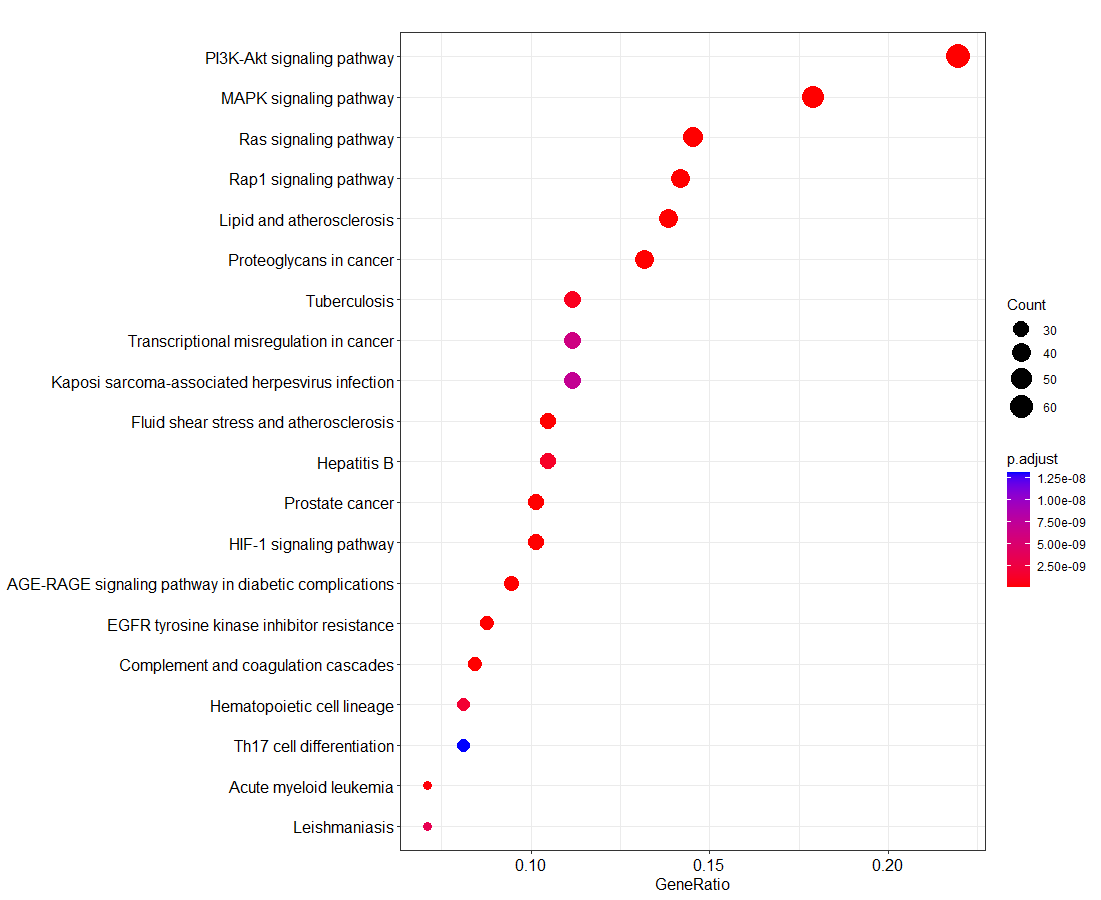 PI3K-Akt signaling pathway
MAPK signaling pathway
Ras signaling pathway
Rap1 signaling pathway
Lipid and atherosclerosis
Proteoglycans in cancer
Tuberculosis
Transcriptional misregulation in cancer
Kaposi sarcoma-associated herpesvirus infection
Fluid shear stress and atherosclerosis
Hepatitis B
Prostate cancer
HIF-1 signaling pathway
AGE-RAGE signaling pathway in diabetic complications
EGFR tyrosine kinase inhibitor resistance
Complement and coagulation cascades
Hematopoietic cell lineage
Th17 cell differentiation
Acute myeloid leukemia
Leishmaniasis
0.10 0.15 0.20
GeneRatio
Count
30
40
50
60
p.adjust
1.25e-08
1.00e-08
7.50e-09
5.00e-09
2.50e-09